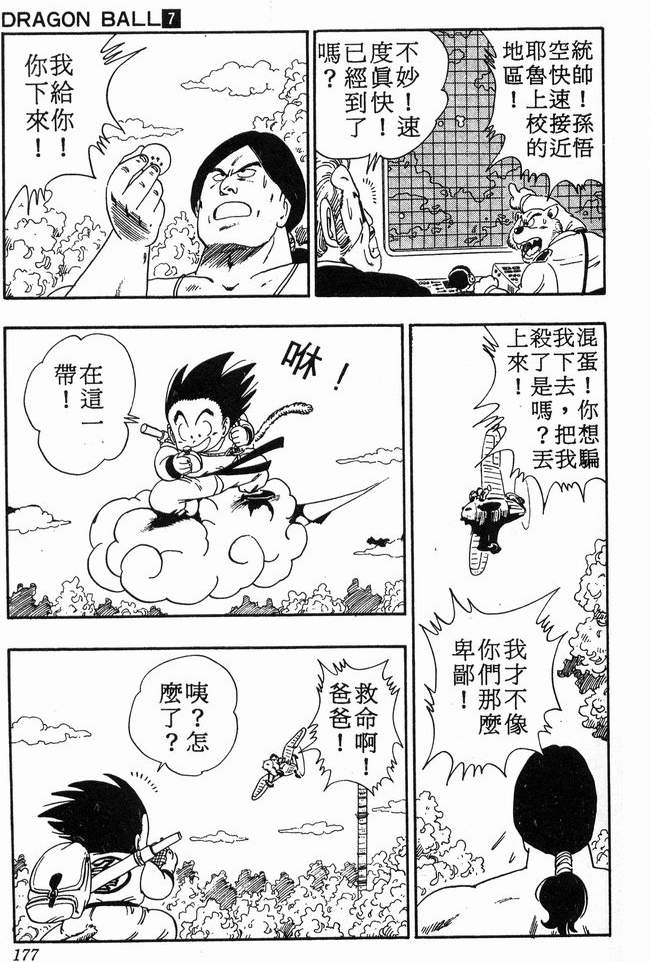 DRAGON BALL 7
統帥！孫悟
空快速接近
耶魯上校的
地區！
不妙！速
度眞快！
已經到了
嗎？
我給你！
你下來！
混蛋！你想騙
我下去，把我
殺了是嗎？丟
上來！
我才不像
你們那麼
卑鄙！
咻！
在這一
帶！
救命啊！
爸爸！
咦？怎
麼了？
177